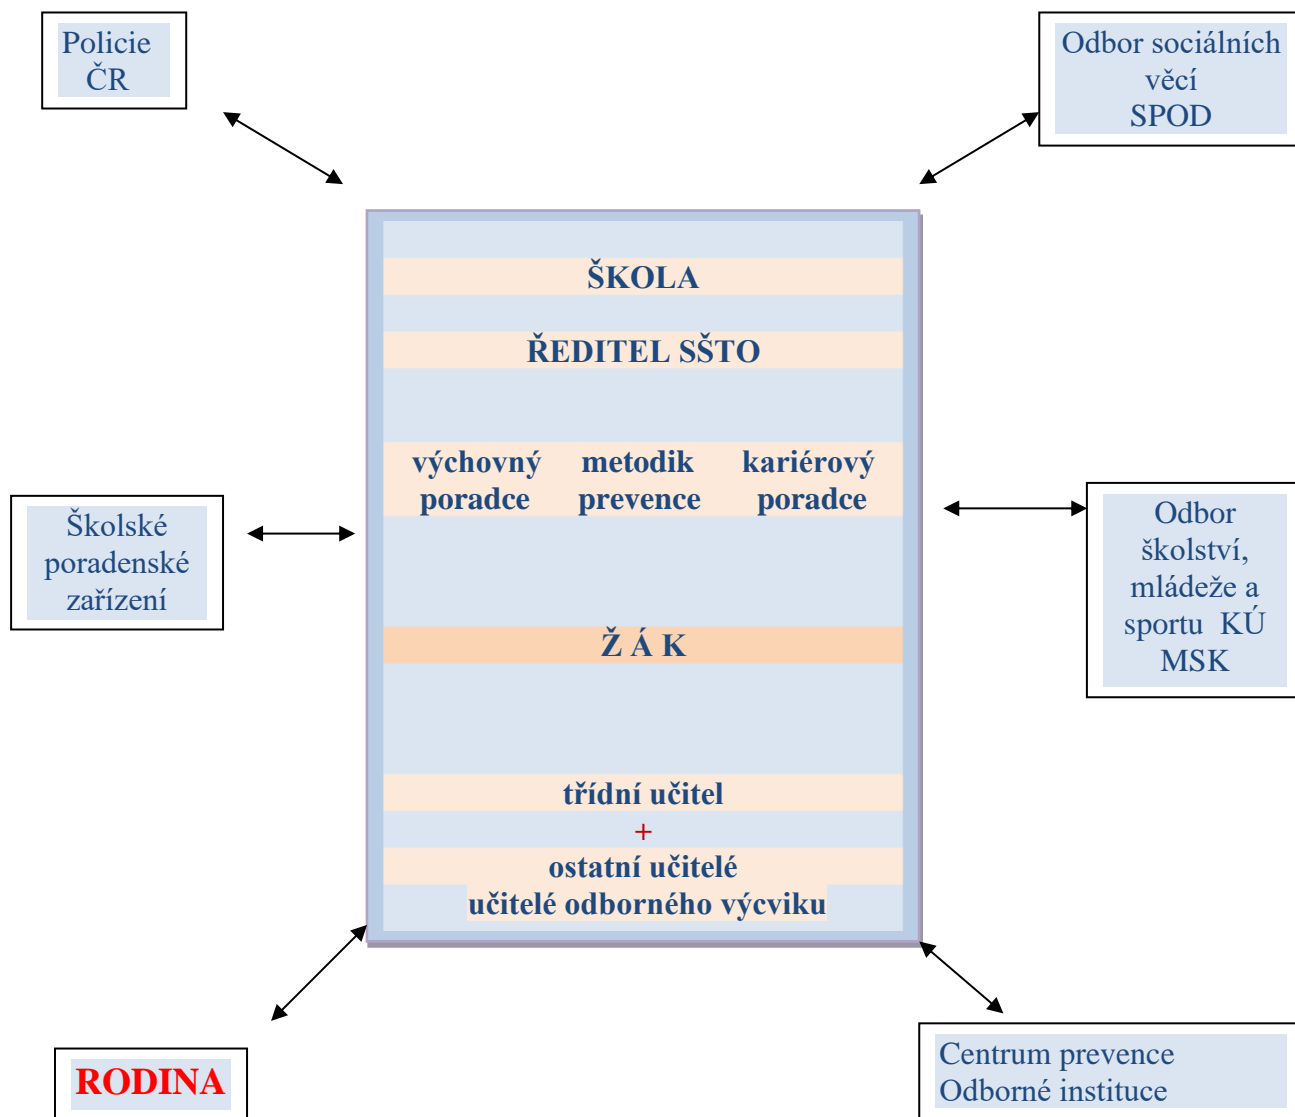 Policie
ČR
Odbor sociálních
věcí
SPOD
ŠKOLA
ŘEDITEL SŠTO
výchovný metodik kariérový
poradce prevence poradce
Školské
poradenské
zařízení
Odbor
školství,
mládeže a
sportu KÚ
MSK
Ž Á K
třídní učitel
+
ostatní učitelé
učitelé odborného výcviku
RODINA
Centrum prevence
Odborné instituce